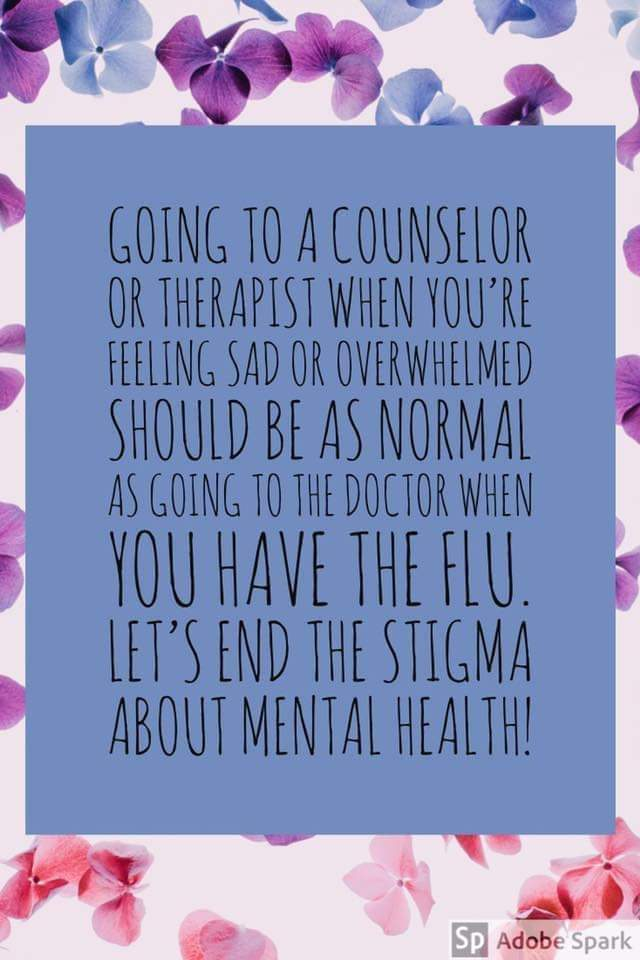 GOING TO A COUNSELOR
OR THERAPIST WHEN YOU'RE
FEELING SAD OR OVERWHELMED
SHOULD BE AS NORMAL
AS GOING TO THE DOCTOR WHEN
YOU HAVE THE FLU.
LET'S END THE STIGMA
ABOUT MENTAL HEALTH!
Sp Adobe Spark